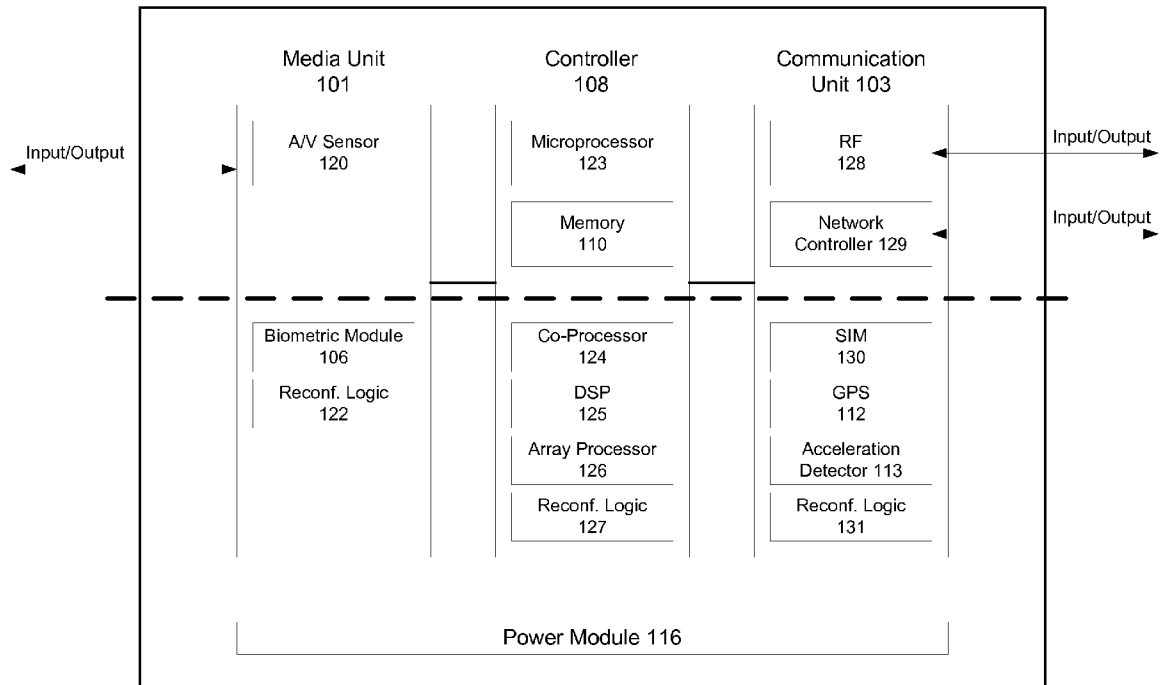 Media Unit
101
Controller
108
Communication
Unit 103
Input/Output
A/V Sensor
120
Microprocessor
123
RF
128
Input/Output
Memory
110
Network
Controller 129
Input/Output
Biometric Module
106
Co-Processor
124
SIM
130
Reconf. Logic
122
DSP
125
GPS
112
Array Processor
126
Acceleration
Detector 113
Reconf. Logic
127
Reconf. Logic
131
Power Module 116